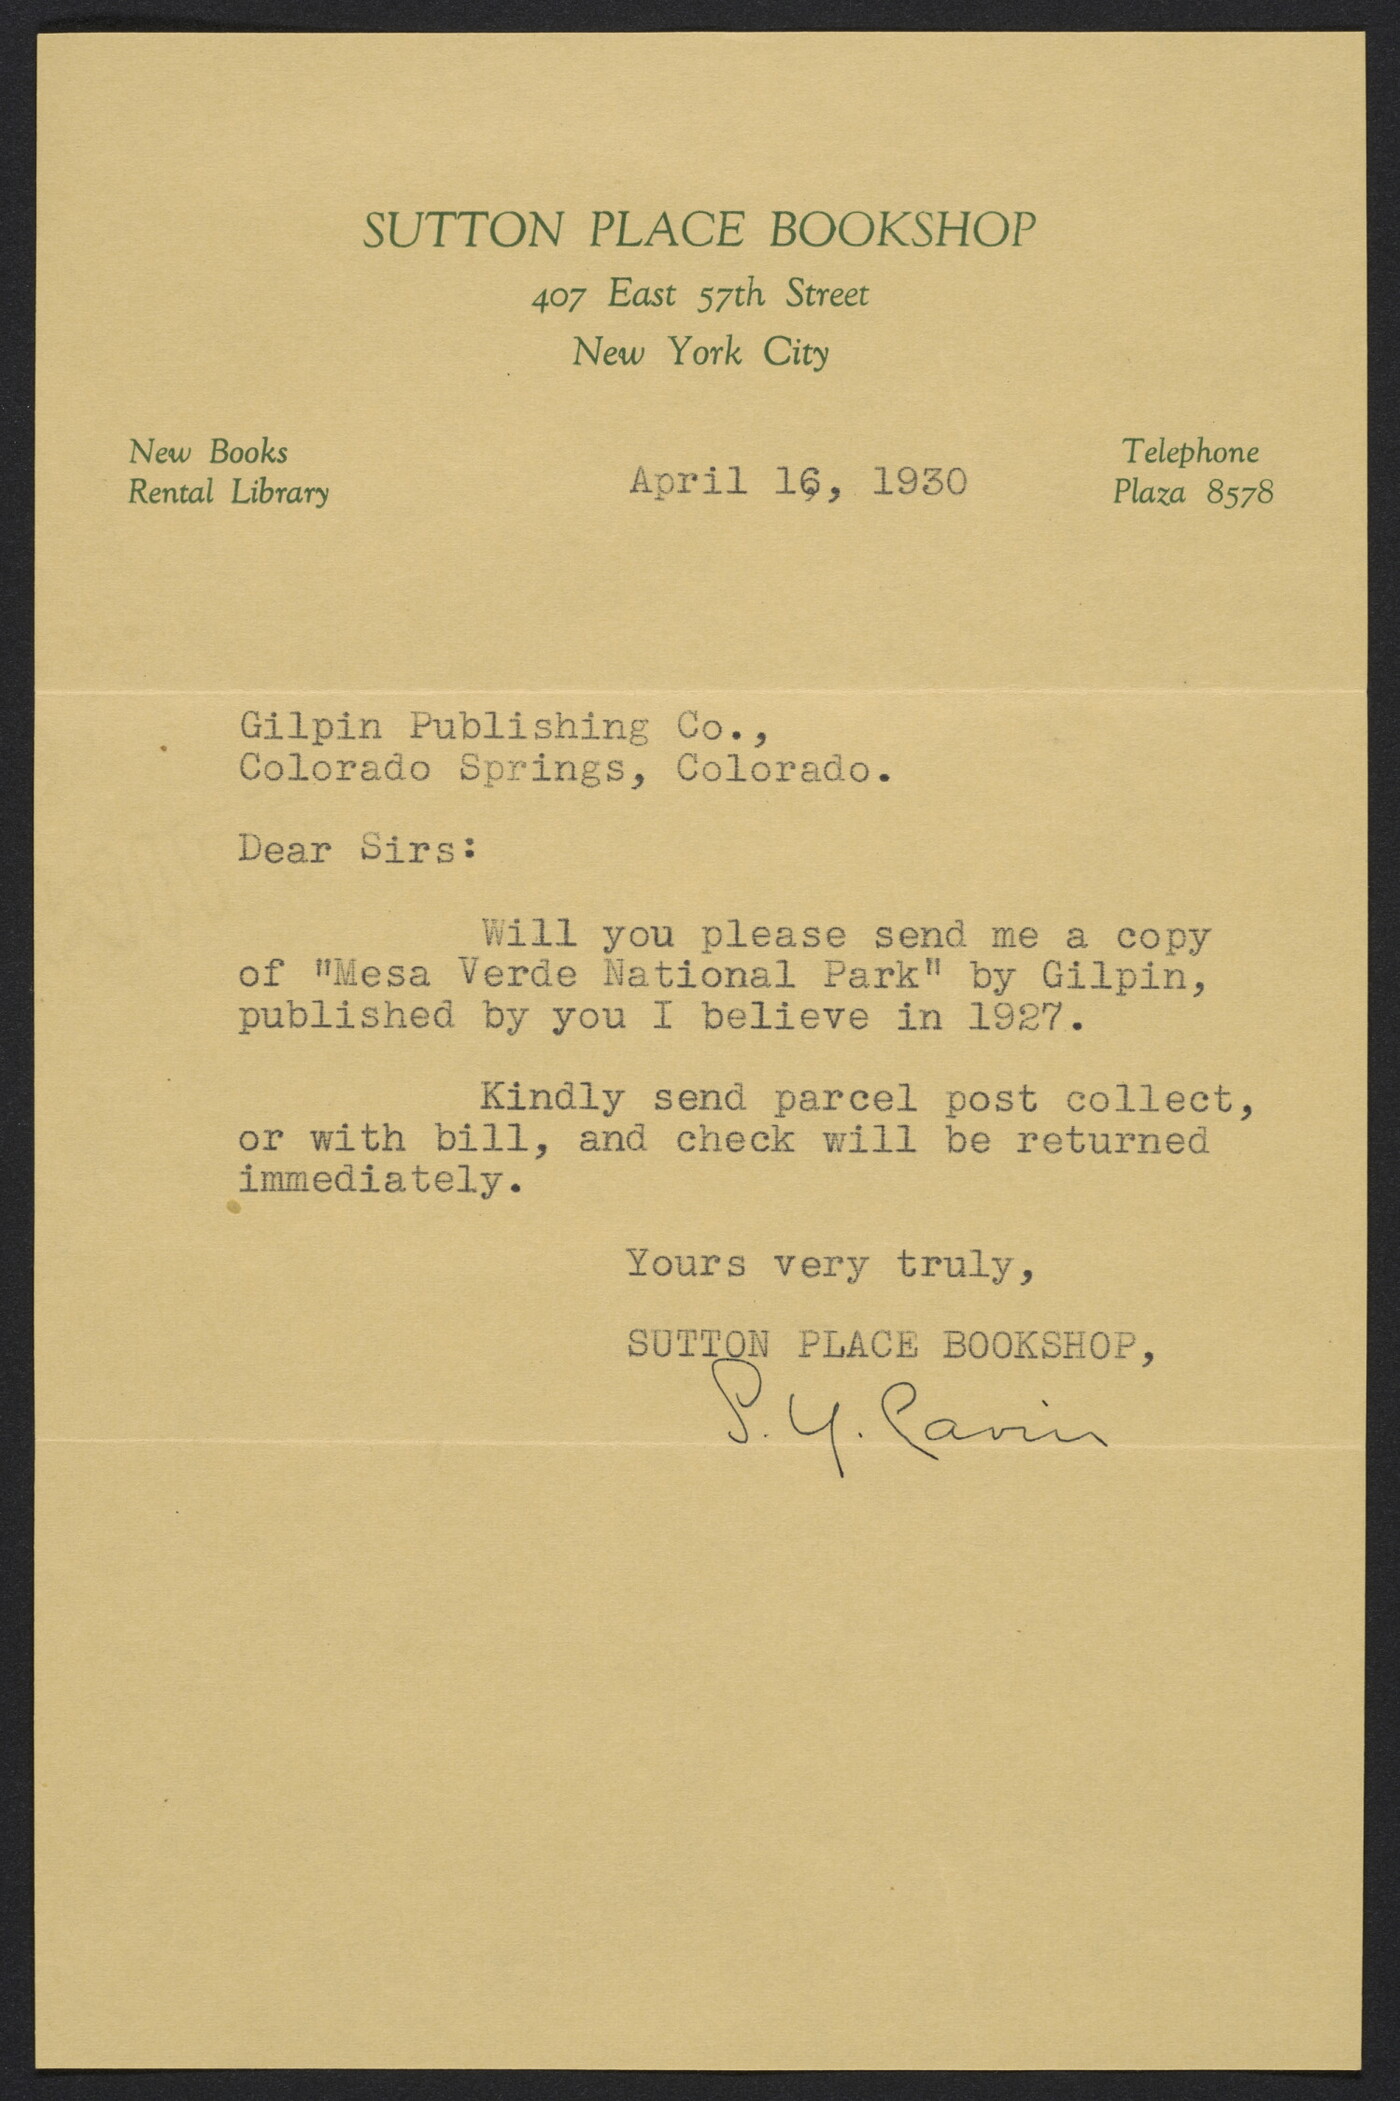 SUTTON PLACE BOOKSHOP
407 East 57th Street
New York City
New Books
Rental Library
April 16, 1930
Telephone
Plaza 8578
Gilpin Publishing Co.,
Colorado Springs, Colorado.
Dear Sirs:
Will you please send me a copy
of "Mesa Verde National Park" by Gilpin,
published by you I believe in 1927.
Kindly send parcel post collect,
or with bill, and check will be returned
immediately.
Yours very truly,
SUTTON PLACE BOOKSHOP,